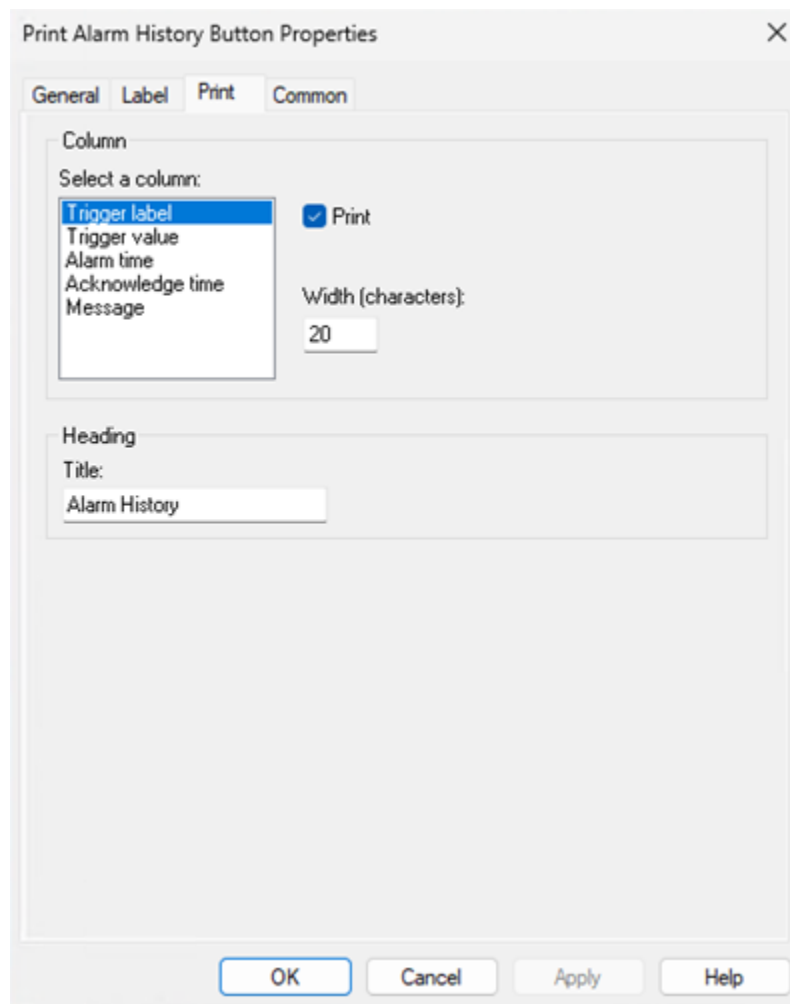 Print Alarm History Button Properties
General Label Print Common
Column
Select a column:
Trigger label
Trigger value
Alarm time
Acknowledge time
Message
Print
Width (characters):
20
Heading
Title:
Alarm History
OK Cancel Apply Help